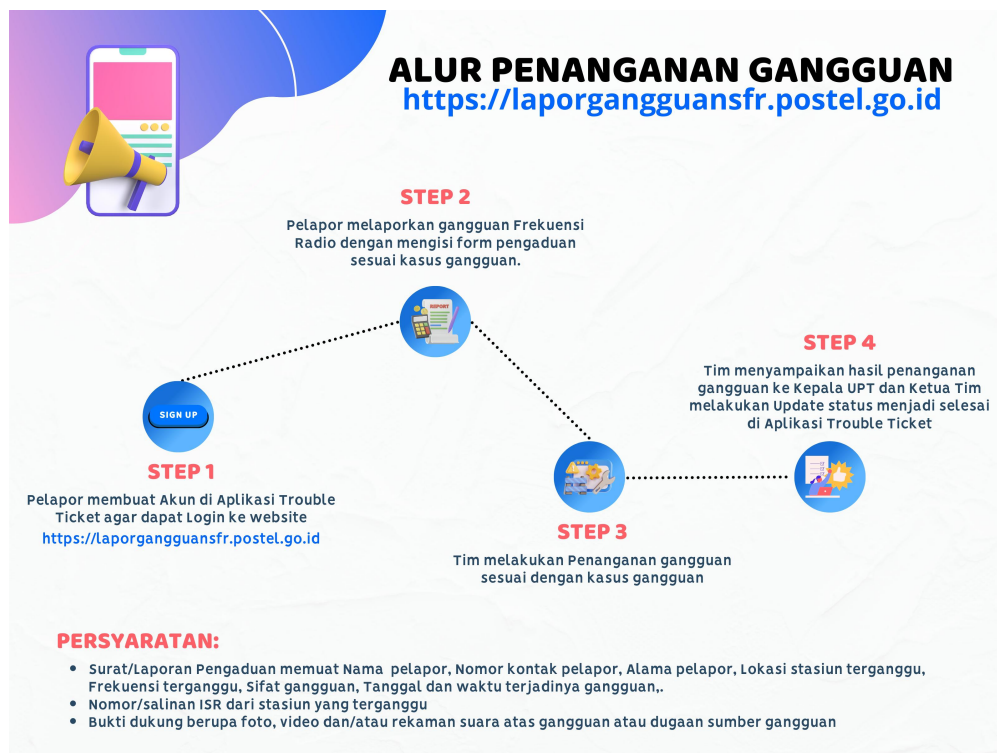 ALUR PENANGANAN GANGGUAN
https://laporgangguansfr.postel.go.id
STEP 2
Pelapor melaporkan gangguan Frekuensi
Radio dengan mengisi form pengaduan
sesuai kasus gangguan.
REPORT
SIGN UP
STEP 1
Pelapor membuat Akun di Aplikasi Trouble
Ticket agar dapat Login ke website
https://laporgangguansfr.postel.go.id
STEP 3
Tim melakukan Penanganan gangguan
sesuai dengan kasus gangguan
STEP 4
Tim menyampaikan hasil penanganan
gangguan ke Kepala UPT dan Ketua Tim
melakukan Update status menjadi selesai
di Aplikasi Trouble Ticket
PERSYARATAN:
• Surat/Laporan Pengaduan memuat Nama pelapor, Nomor kontak pelapor, Alama pelapor, Lokasi stasiun terganggu,
Frekuensi terganggu, Sifat gangguan, Tanggal dan waktu terjadinya gangguan,.
• Nomor/salinan ISR dari stasiun yang terganggu
• Bukti dukung berupa foto, video dan/atau rekaman suara atas gangguan atau dugaan sumber gangguan